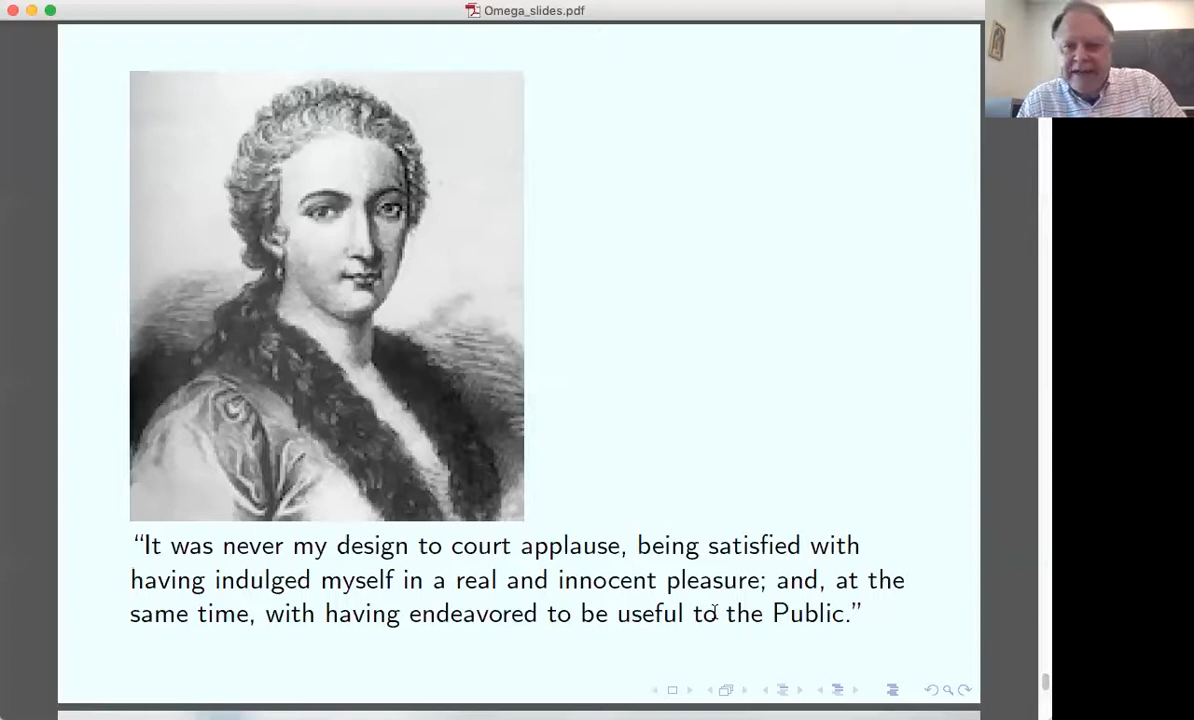 Omega_slides.pdf
“It was never my design to court applause, being satisfied with
having indulged myself in a real and innocent pleasure; and, at the
same time, with having endeavored to be useful to the Public.”